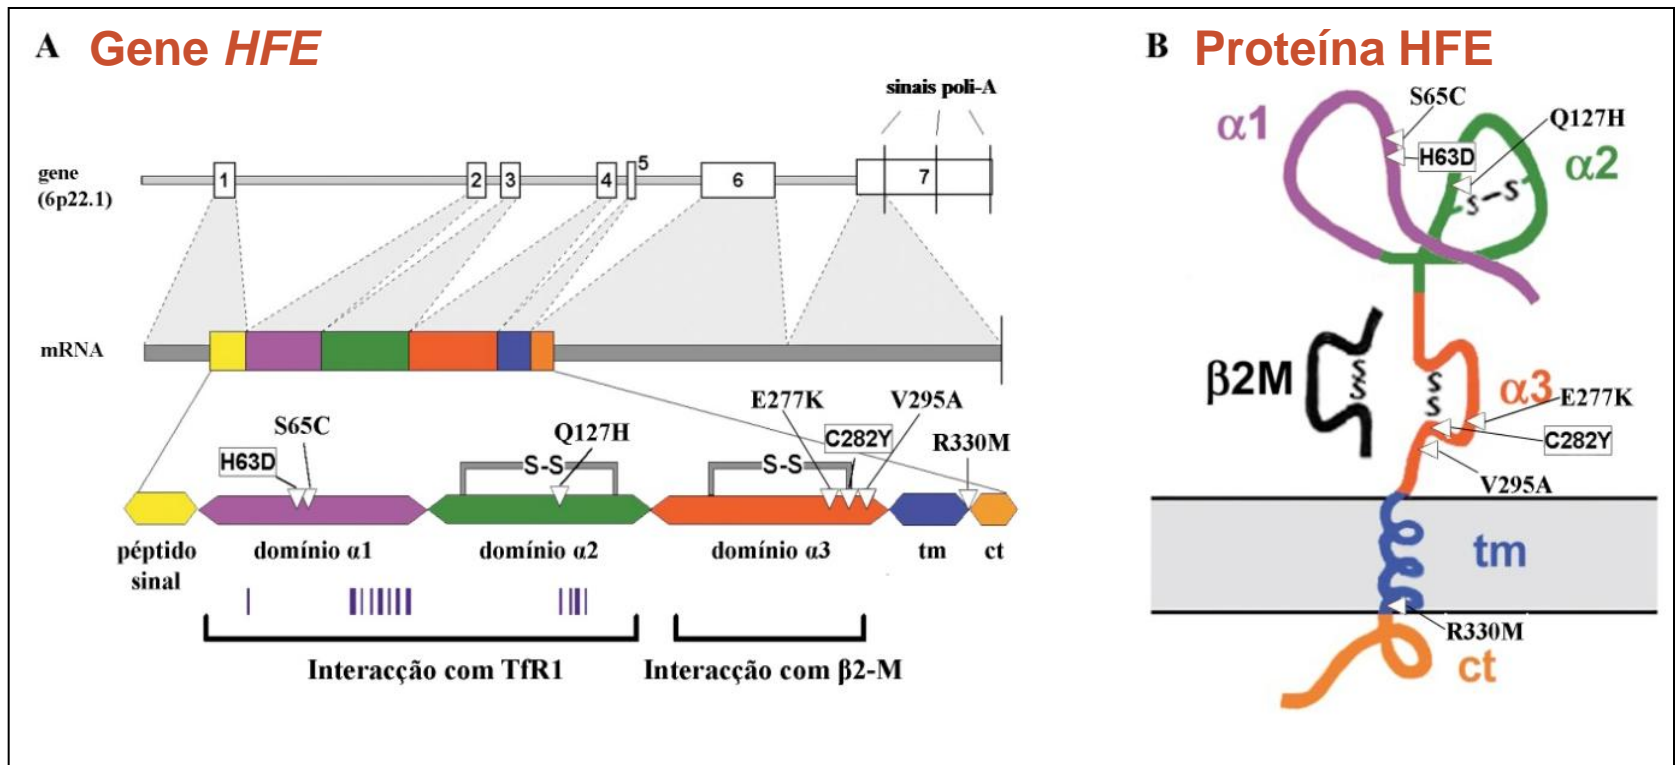 A Gene HFE
sinais poli-A
gene
(6p22.1)
1
2
3
4
5
6
7
mRNA
E277K
V295A
S65C
Q127H
C282Y
R330M
H63D
S-S
S-S
péptido
sinal
domínio α1
domínio α2
domínio α3
tm
ct
Interacção com TfR1
Interacção com β2-M
B Proteína HFE
S65C
α1
Q127H
H63D
α2
S-S
β2M
S
S
S
S
S
α3
E277K
C282Y
V295A
tm
R330M
ct